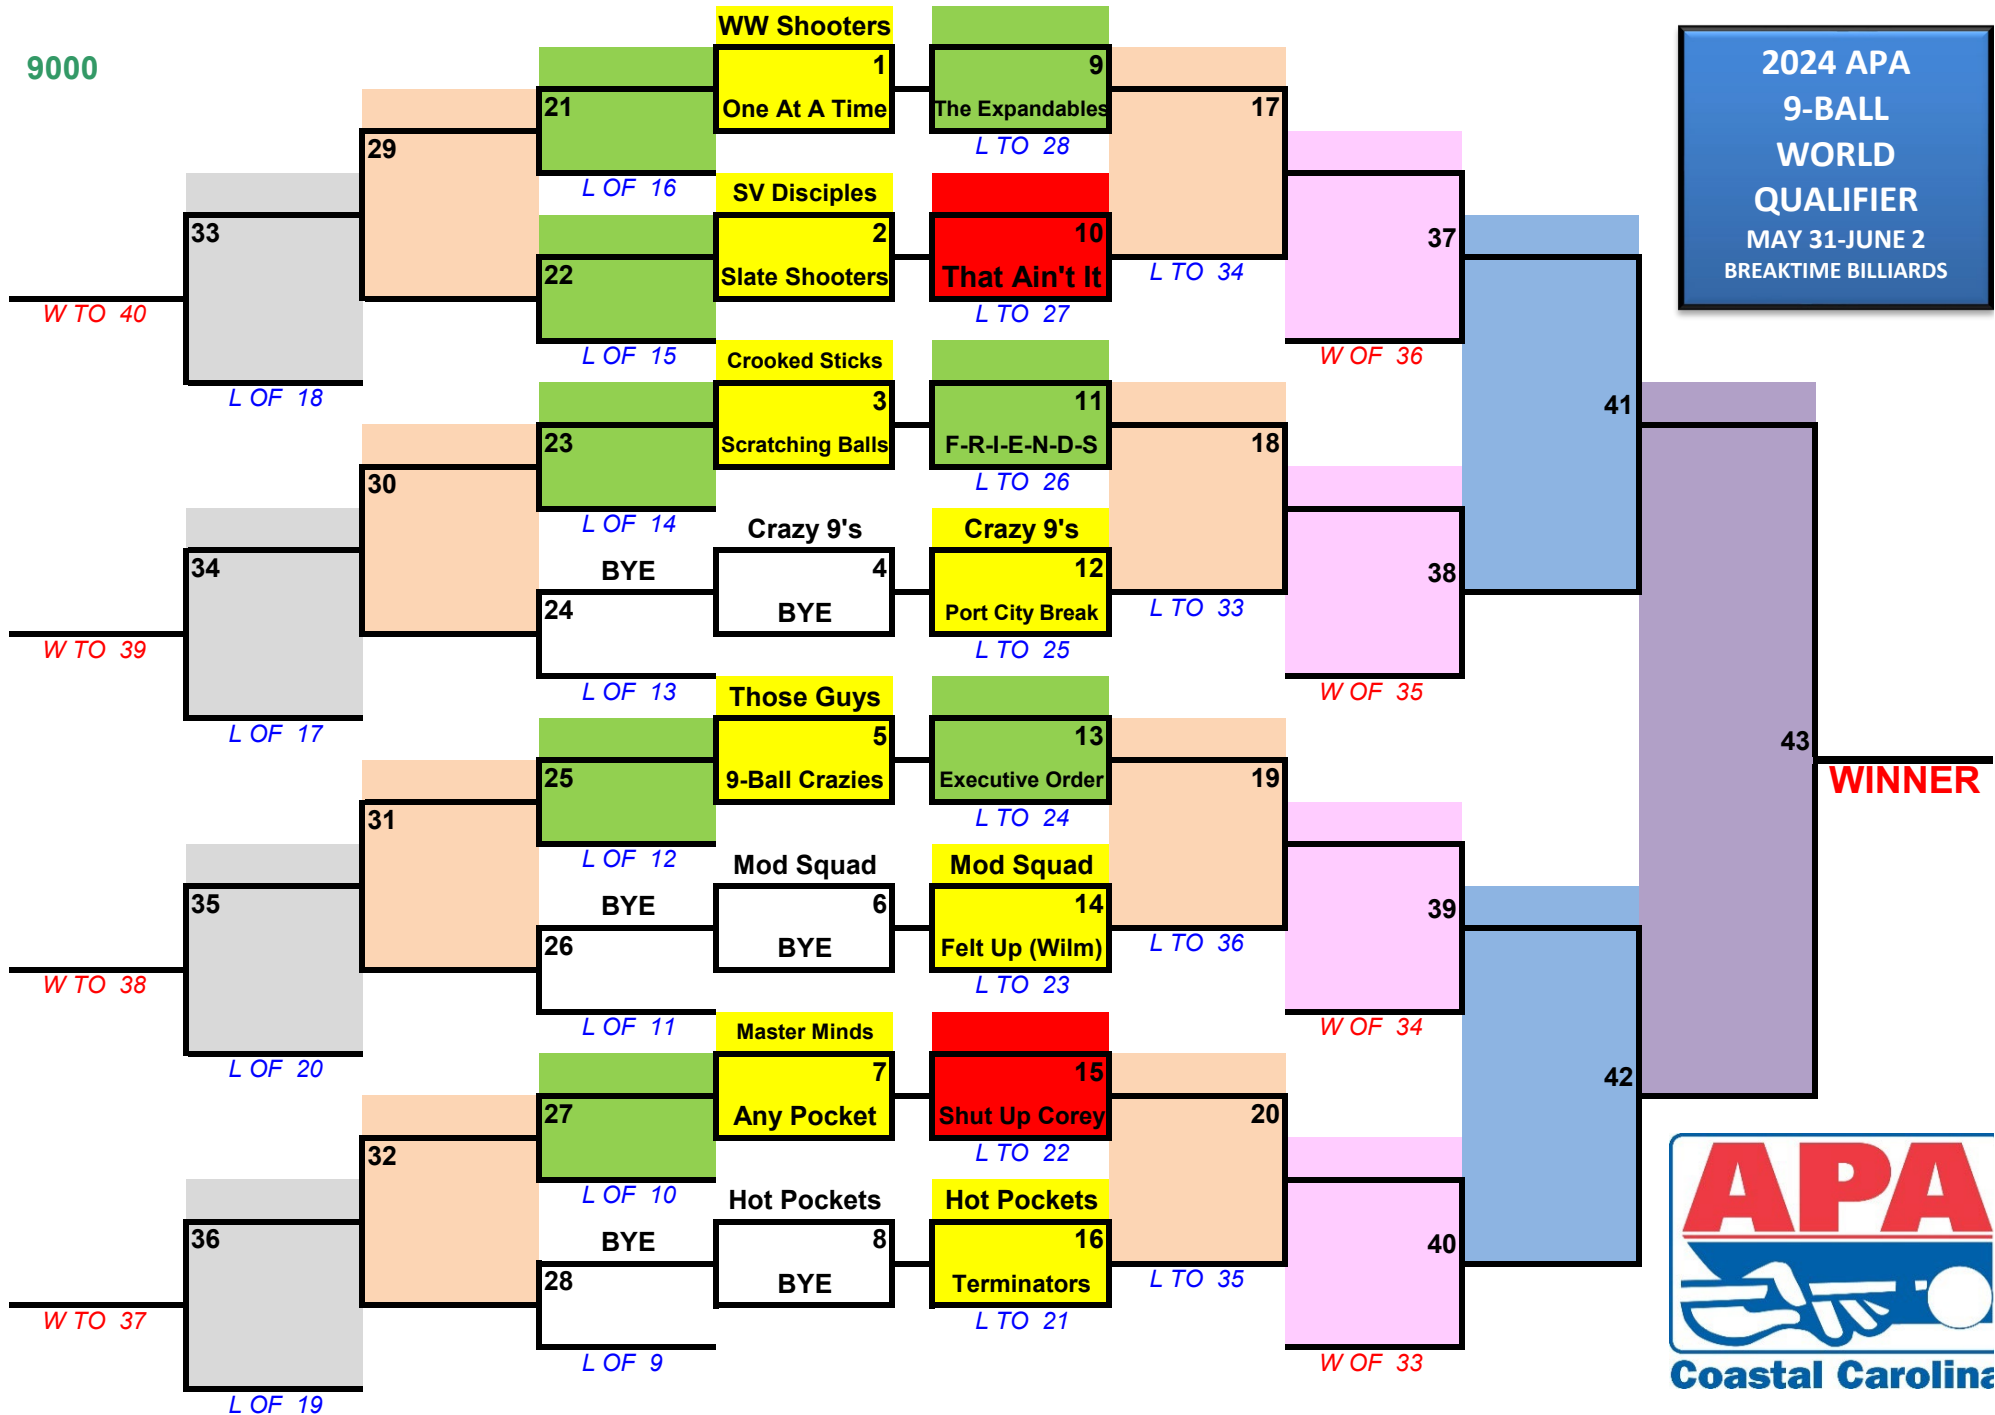 9000
2024 APA
9-BALL
WORLD
QUALIFIER
MAY 31-JUNE 2
BREAKTIME BILLIARDS
33
W TO 40
L OF 18
34
W TO 39
L OF 17
35
W TO 38
L OF 20
36
W TO 37
L OF 19
29
30
31
32
21
L OF 16
22
L OF 15
23
L OF 14
BYE
24
L OF 13
25
L OF 12
BYE
26
L OF 11
27
L OF 10
BYE
28
L OF 9
WW Shooters
1
One At A Time
SV Disciples
2
Slate Shooters
Crooked Sticks
3
Scratching Balls
Crazy 9's
4
BYE
Those Guys
5
9-Ball Crazies
Mod Squad
6
BYE
Master Minds
7
Any Pocket
Hot Pockets
8
BYE
9
The Expandables
L TO 28
10
That Ain't It
L TO 27
11
F-R-I-E-N-D-S
L TO 26
Crazy 9's
12
Port City Break
L TO 25
13
Executive Order
L TO 24
Mod Squad
14
Felt Up (Wilm)
L TO 23
15
Shut Up Corey
L TO 22
Hot Pockets
16
Terminators
L TO 21
17
L TO 34
18
L TO 33
19
L TO 36
20
L TO 35
37
W OF 36
38
W OF 35
39
W OF 34
40
W OF 33
41
42
43
WINNER
APA
Coastal Carolina